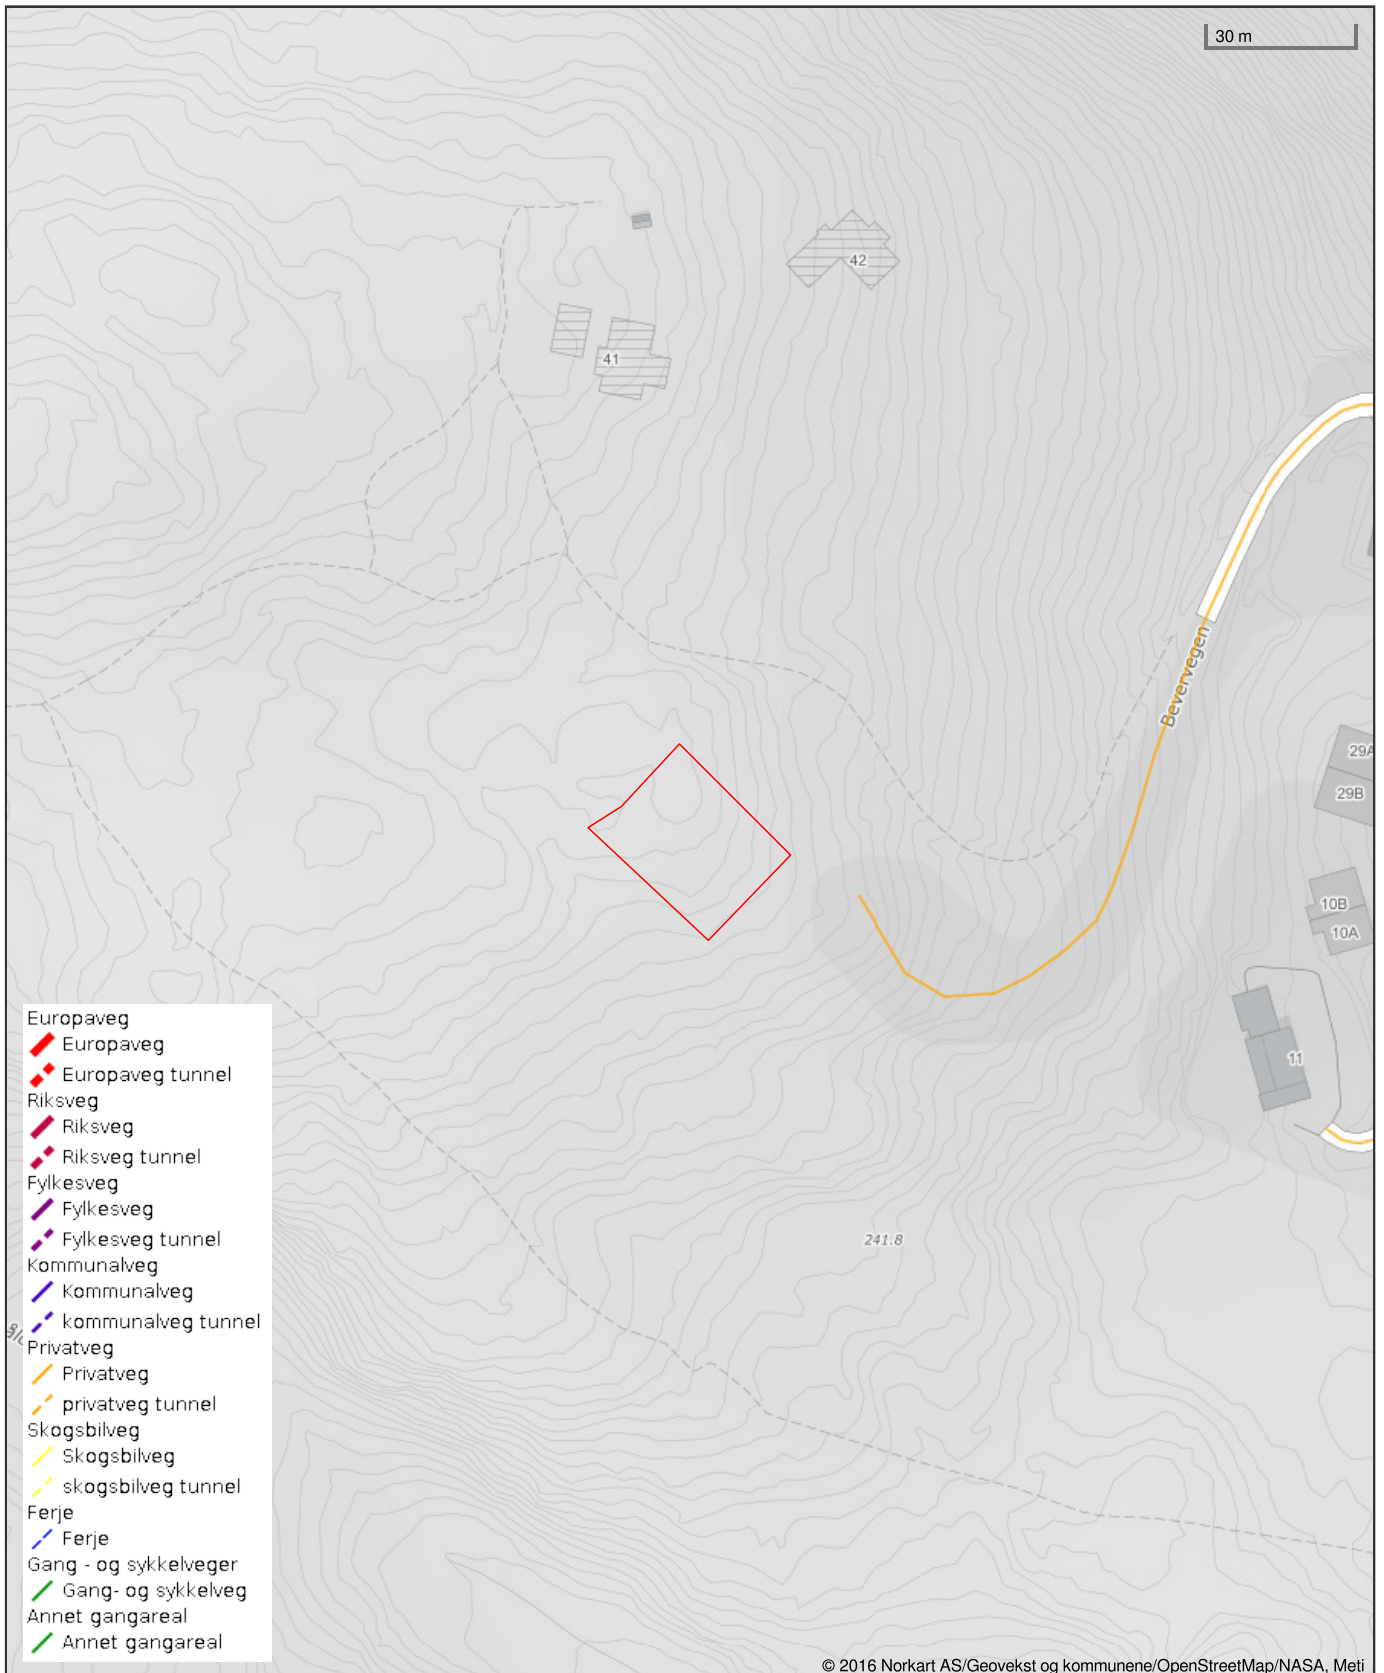 30 m
42
41
Bevervegen
29A
29B
10B
10A
11
241.8
Europaveg
Europaveg
Europaveg tunnel
Riksveg
Riksveg
Riksveg tunnel
Fylkesveg
Fylkesveg
Fylkesveg tunnel
Kommunalveg
Kommunalveg
kommunalveg tunnel
Privatveg
Privatveg
privatveg tunnel
Skogsbilveg
Skogsbilveg
skogsbilveg tunnel
Ferje
Ferje
Gang - og sykkelveger
Gang- og sykkelveg
Annet gangareal
Annet gangareal
© 2016 Norkart AS/Geovekst og kommunene/OpenStreetMap/NASA, Meti